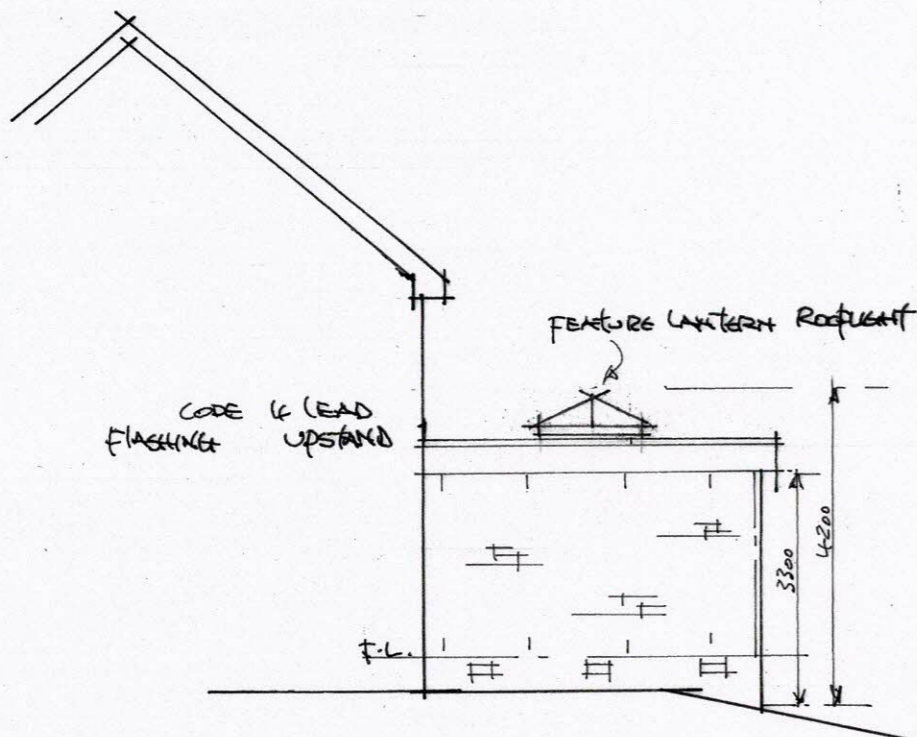 FEATURE LANTERN ROOFLIGHT
CODE 4 LEAD
FLASHING UPSTAND
3300
4200
F.L.